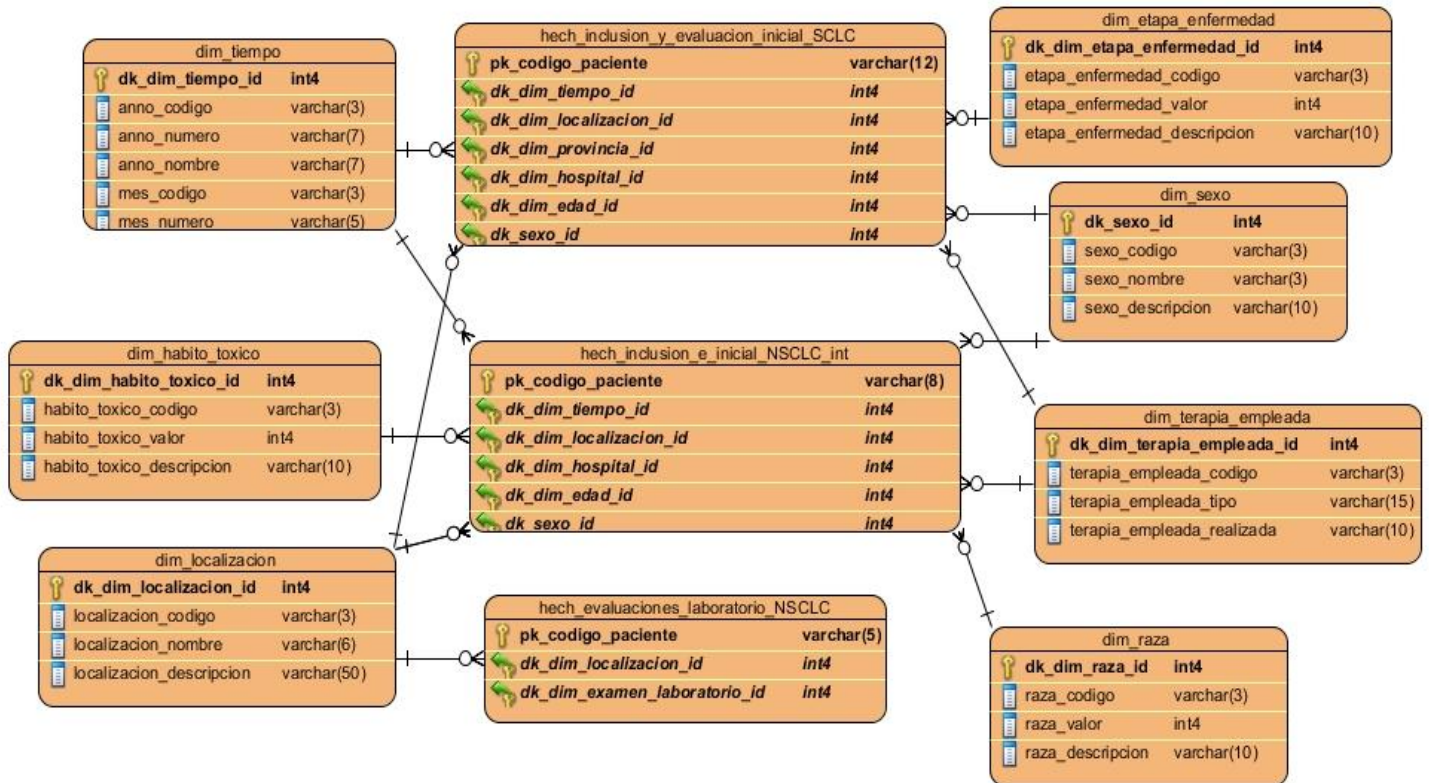 dim_tiempo
dk_dim_tiempo_id int4
anno_codigo varchar(3)
anno_numero varchar(7)
anno_nombre varchar(7)
mes_codigo varchar(3)
mes_numero varchar(5)
hech_inclusion_y_evaluacion_inicial_SCLC
pk_codigo_paciente varchar(12)
dk_dim_tiempo_id int4
dk_dim_localizacion_id int4
dk_dim_provincia_id int4
dk_dim_hospital_id int4
dk_dim_edad_id int4
dk_sexo_id int4
dim_etapa_enfermedad
dk_dim_etapa_enfermedad_id int4
etapa_enfermedad_codigo varchar(3)
etapa_enfermedad_valor int4
etapa_enfermedad_descripcion varchar(10)
dim_sexo
dk_sexo_id int4
sexo_codigo varchar(3)
sexo_nombre varchar(3)
sexo_descripcion varchar(10)
dim_habito_toxico
dk_dim_habito_toxico_id int4
habito_toxico_codigo varchar(3)
habito_toxico_valor int4
habito_toxico_descripcion varchar(10)
hech_inclusion_e_inicial_NSCLC_int
pk_codigo_paciente varchar(8)
dk_dim_tiempo_id int4
dk_dim_localizacion_id int4
dk_dim_hospital_id int4
dk_dim_edad_id int4
dk_sexo_id int4
dim_terapia_empleada
dk_dim_terapia_empleada_id int4
terapia_empleada_codigo varchar(3)
terapia_empleada_tipo varchar(15)
terapia_empleada_realizada varchar(10)
dim_localizacion
dk_dim_localizacion_id int4
localizacion_codigo varchar(3)
localizacion_nombre varchar(6)
localizacion_descripcion varchar(50)
hech_evaluaciones_laboratorio_NSCLC
pk_codigo_paciente varchar(5)
dk_dim_localizacion_id int4
dk_dim_examen_laboratorio_id int4
dim_raza
dk_dim_raza_id int4
raza_codigo varchar(3)
raza_valor int4
raza_descripcion varchar(10)